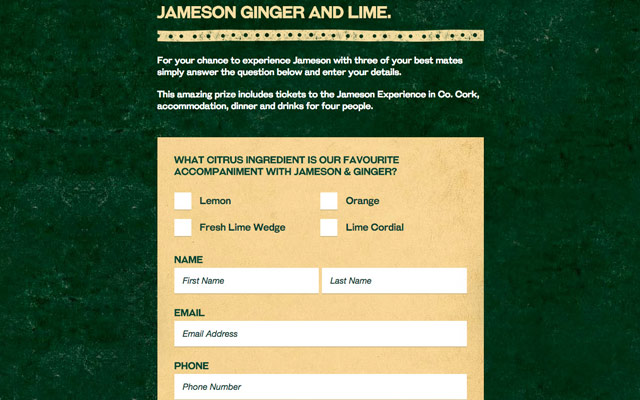 JAMESON GINGER AND LIME.
For your chance to experience Jameson with three of your best mates
simply answer the question below and enter your details.
This amazing prize includes tickets to the Jameson Experience in Co. Cork,
accommodation, dinner and drinks for four people.
WHAT CITRUS INGREDIENT IS OUR FAVOURITE
ACCOMPANIMENT WITH JAMESON & GINGER?
Lemon
Orange
Fresh Lime Wedge
Lime Cordial
NAME
First Name
Last Name
EMAIL
Email Address
PHONE
Phone Number